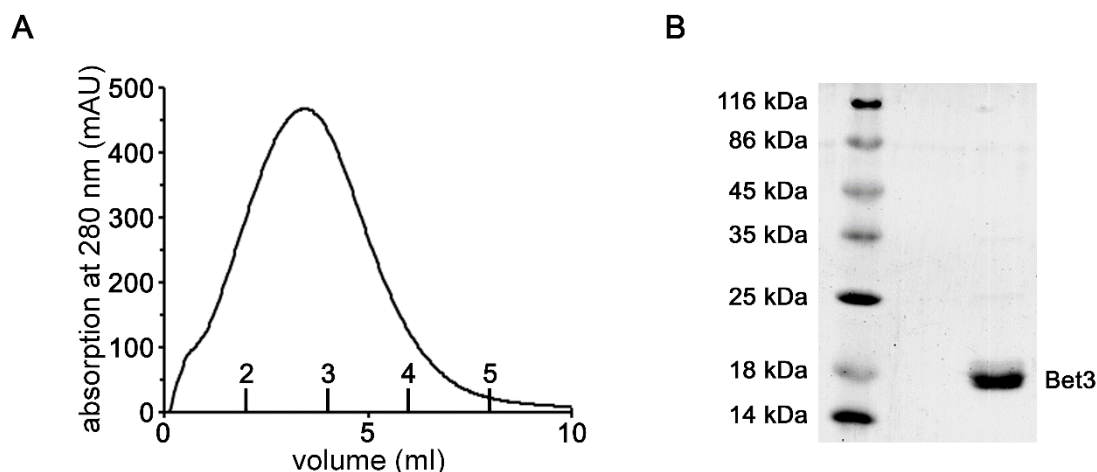 A
absorption at 280 nm (mAU)
500
400
300
200
100
0
2 3 4 5
0 5 10
volume (ml)
B
116 kDa
86 kDa
45 kDa
35 kDa
25 kDa
18 kDa
14 kDa
Bet3